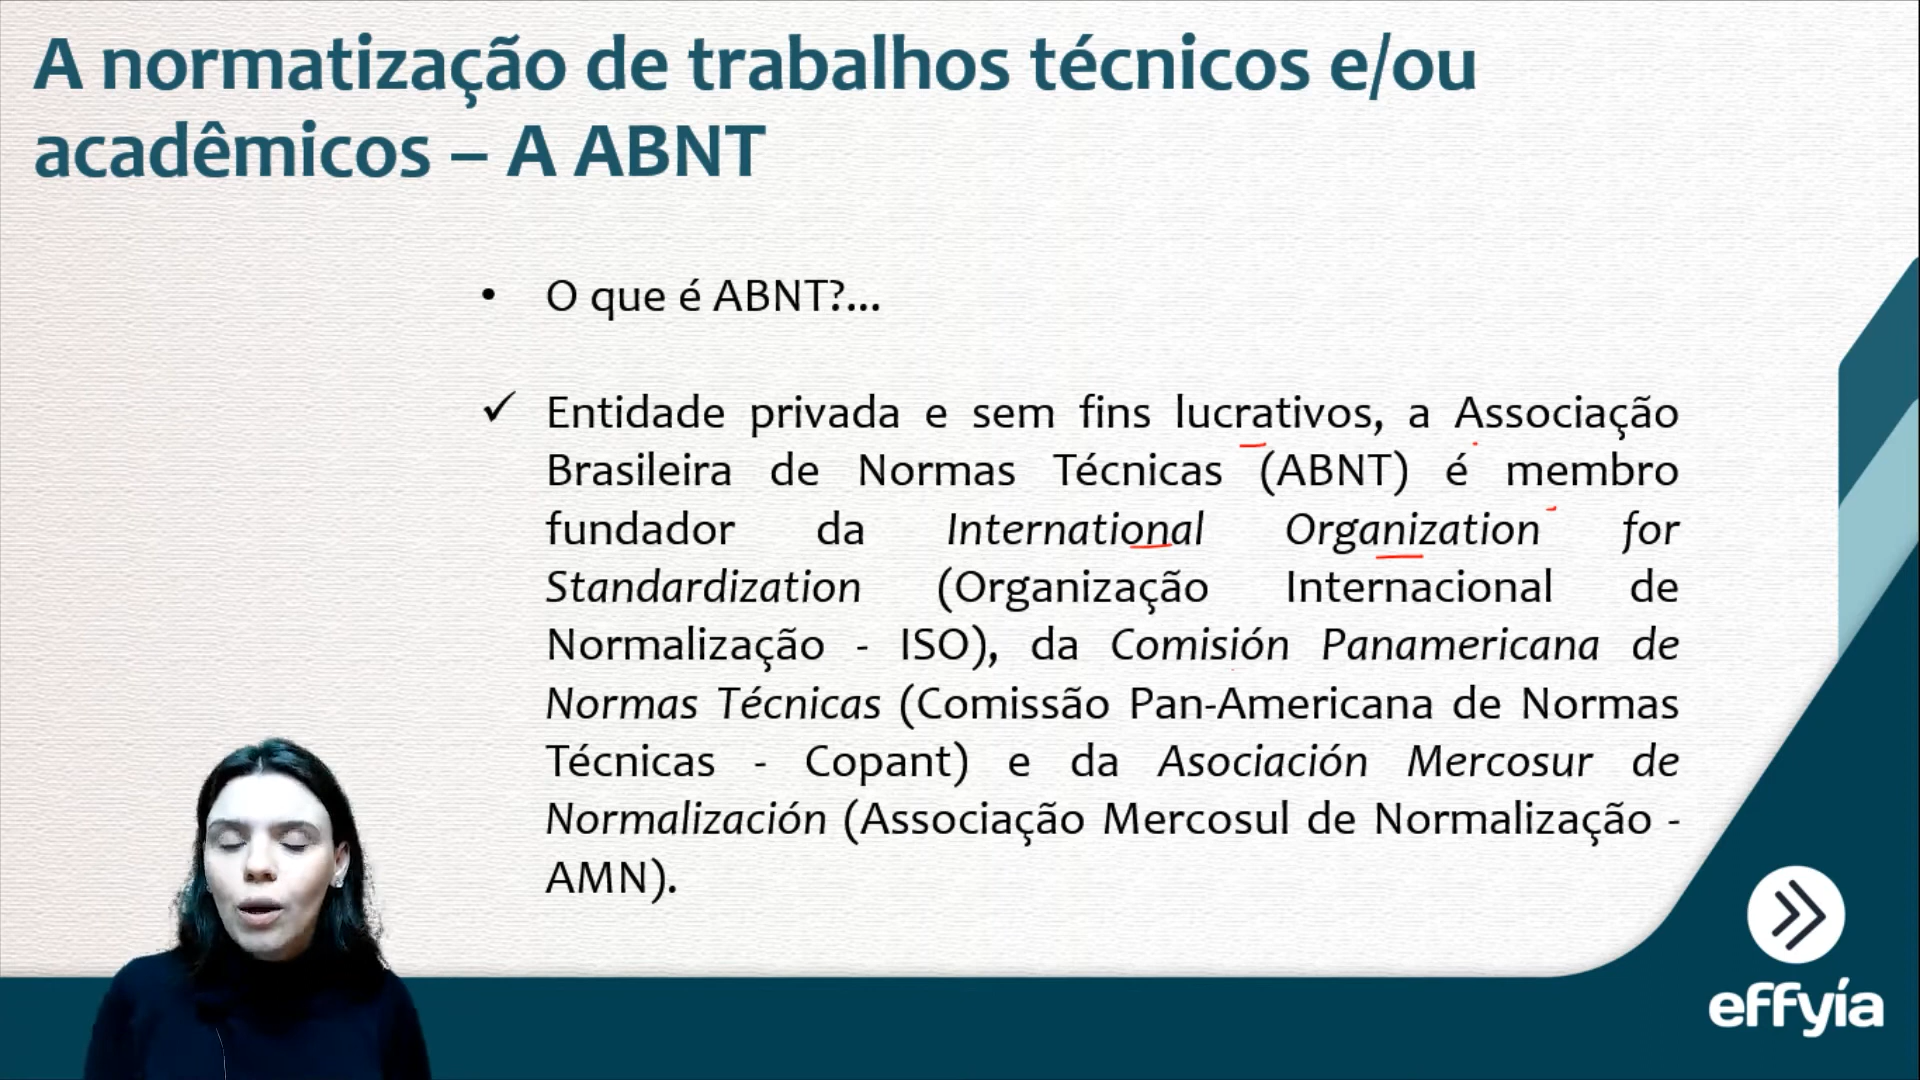 A normatização de trabalhos técnicos e/ou
acadêmicos – A ABNT
• O que é ABNT?...
✓ Entidade privada e sem fins lucrativos, a Associação
Brasileira de Normas Técnicas (ABNT) é membro
fundador da International Organization for
Standardization (Organização Internacional de
Normalização - ISO), da Comisión Panamericana de
Normas Técnicas (Comissão Pan-Americana de Normas
Técnicas - Copant) e da Asociación Mercosur de
Normalización (Associação Mercosul de Normalização -
AMN).
effyía